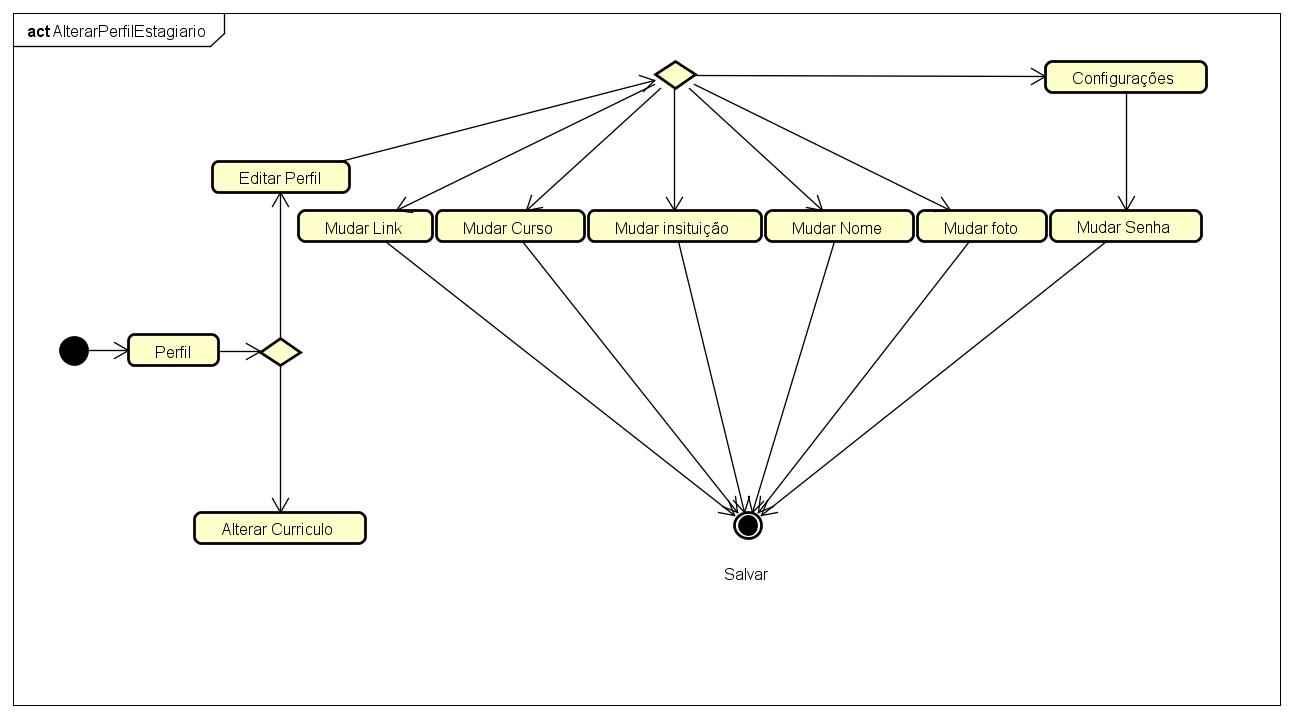 act AlterarPerfilEstagiario
Configurações
Editar Perfil
Mudar Link
Mudar Curso
Mudar insituição
Mudar Nome
Mudar foto
Mudar Senha
Perfil
Alterar Curriculo
Salvar